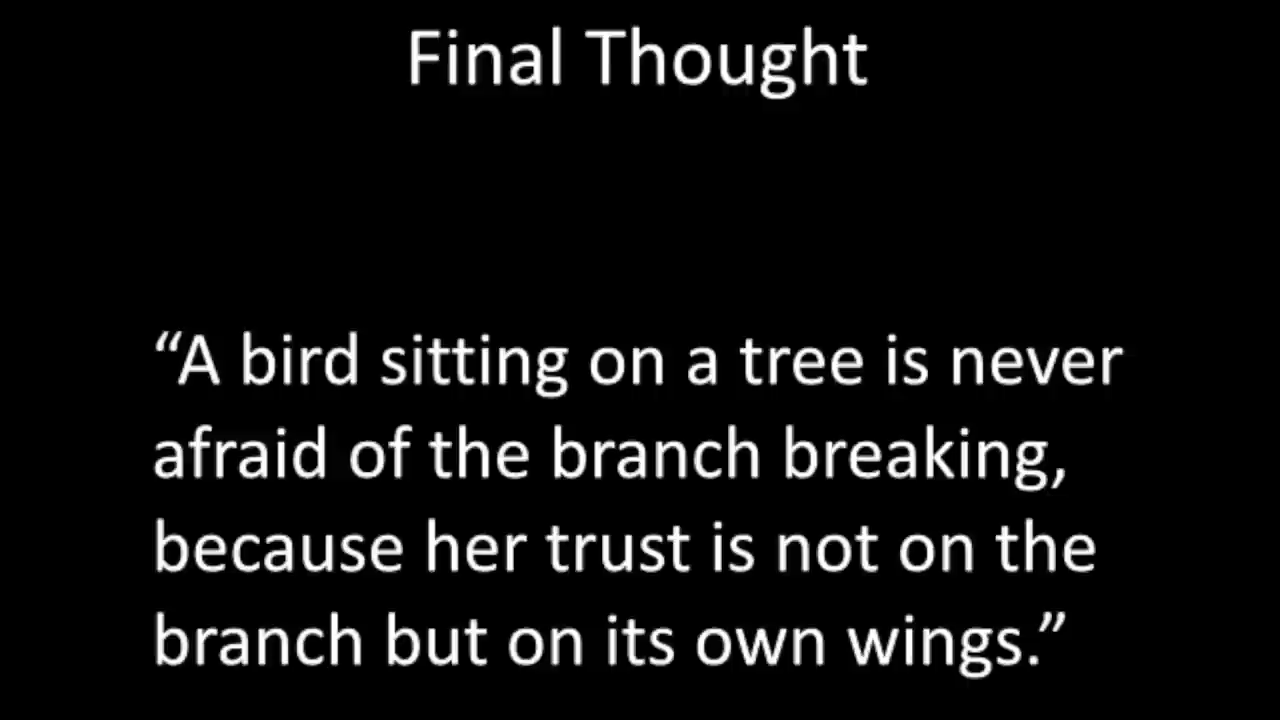 Final Thought
“A bird sitting on a tree is never
afraid of the branch breaking,
because her trust is not on the
branch but on its own wings.”